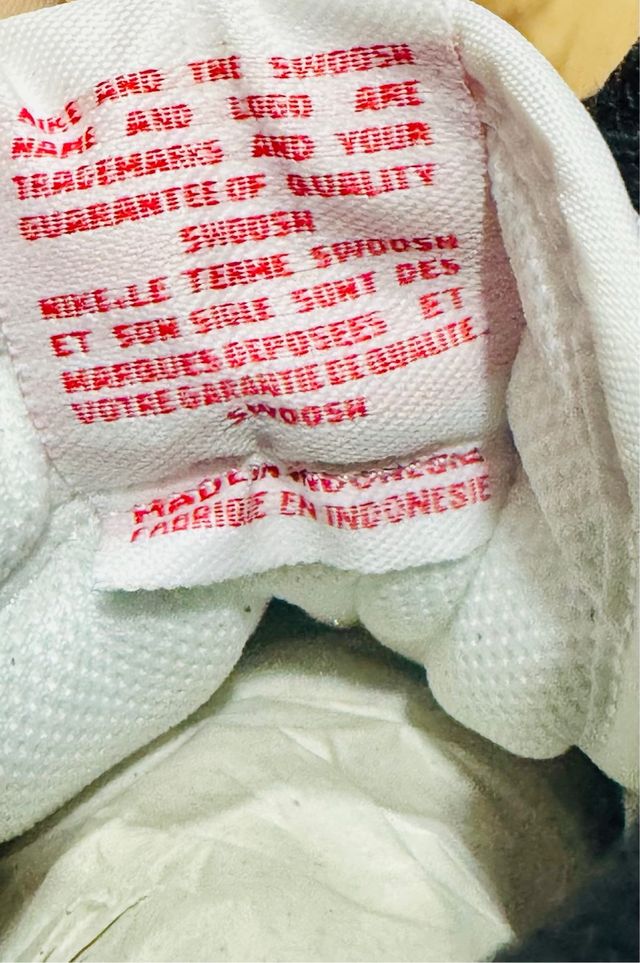 NIKE AND THE SWOOSH
NAME AND LOGO ARE
TRADEMARKS AND YOUR
GUARANTEE OF QUALITY
SWOOSH
NIKE,LE TERME SWOOSH
ET SON SIGLE SONT DES
MARQUES DEPOSEES ET
VOTRE GARANTIE DE QUALITE.
SWOOSH
MADE IN INDONESIA
FABRIQUE EN INDONESIE